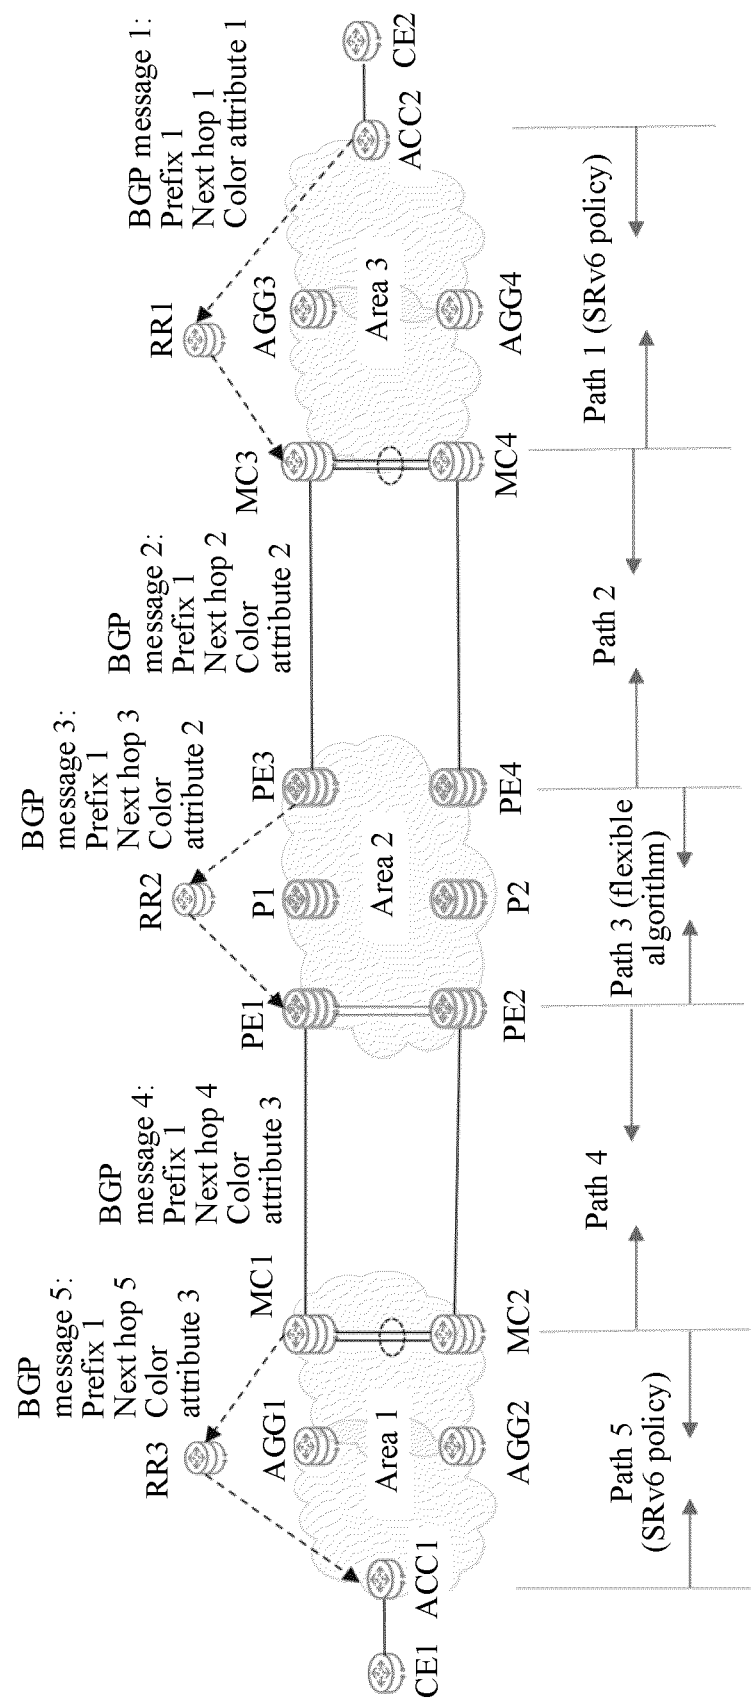 BGP
message 5:
Prefix 1
Next hop 5
Color
attribute 3
BGP
message 4:
Prefix 1
Next hop 4
Color
attribute 3
BGP
message 3:
Prefix 1
Next hop 3
Color
attribute 2
BGP
message 2:
Prefix 1
Next hop 2
Color
attribute 2
BGP message 1:
Prefix 1
Next hop 1
Color attribute 1
RR3
RR2
RR1
AGG1
MC1
PE1
P1
PE3
MC3
AGG3
CE1
ACC1
Area 1
Area 2
Area 3
ACC2
CE2
AGG2
MC2
PE2
P2
PE4
MC4
AGG4
Path 5
(SRv6 policy)
Path 4
Path 3 (flexible
algorithm)
Path 2
Path 1 (SRv6 policy)